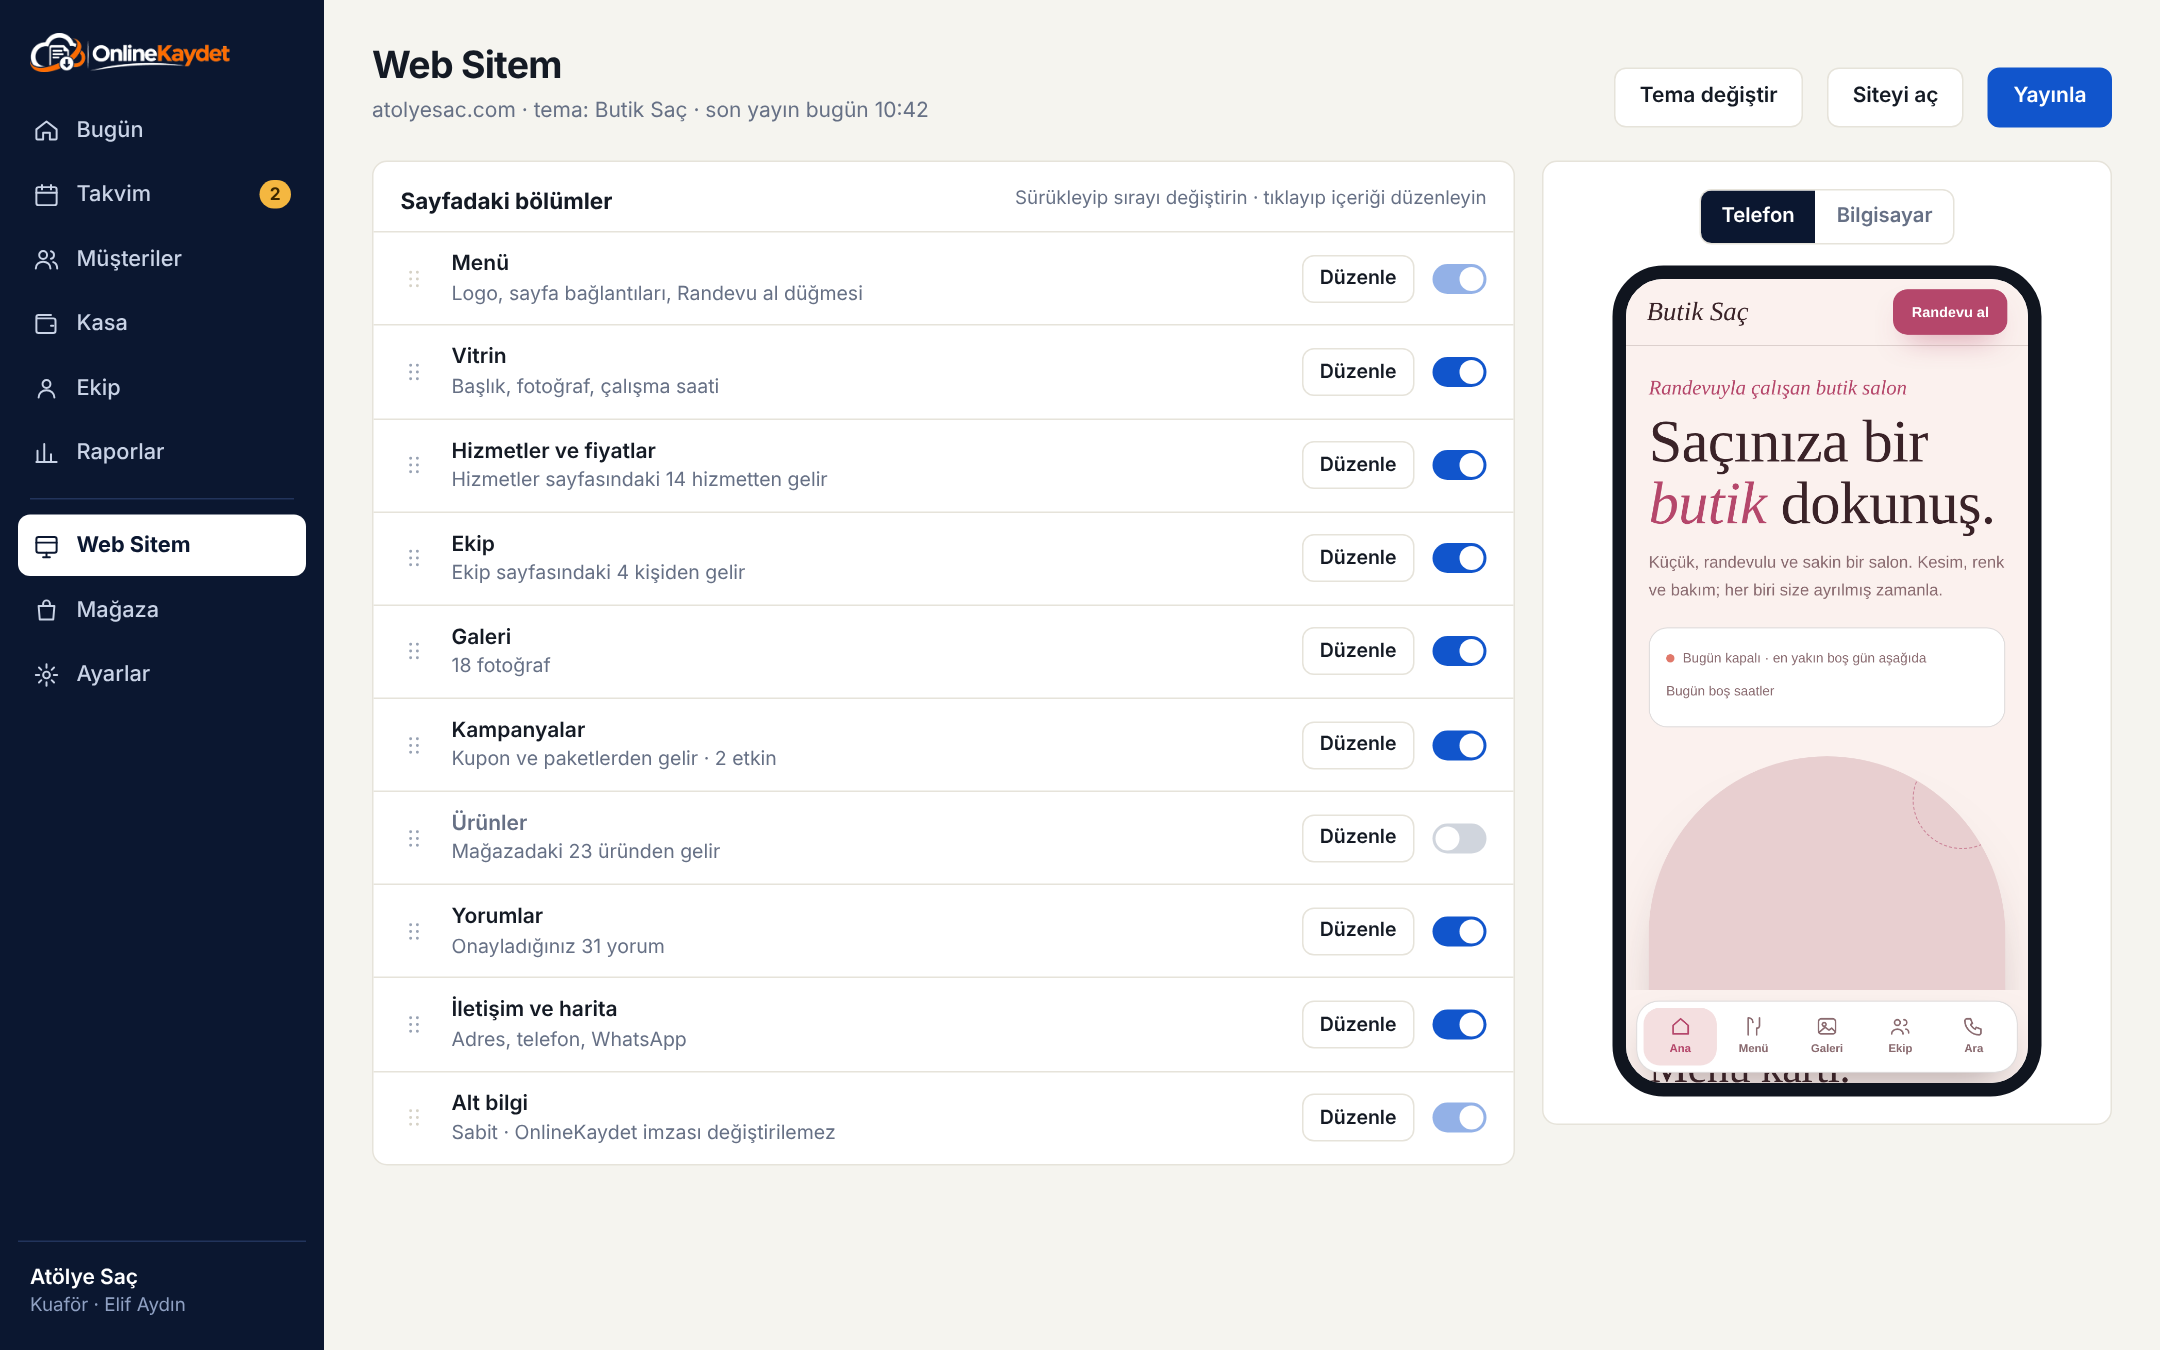 OnlineKaydet
Bugün
Takvim 2
Müşteriler
Kasa
Ekip
Raporlar
Web Sitem
Mağaza
Ayarlar
Atölye Saç
Kuaför · Elif Aydın
Web Sitem
atolyesac.com · tema: Butik Saç · son yayın bugün 10:42
Tema değiştir
Siteyi aç
Yayınla
Sayfadaki bölümler
Sürükleyip sırayı değiştirin · tıklayıp içeriği düzenleyin
Menü
Logo, sayfa bağlantıları, Randevu al düğmesi
Düzenle
Vitrin
Başlık, fotoğraf, çalışma saati
Düzenle
Hizmetler ve fiyatlar
Hizmetler sayfasındaki 14 hizmetten gelir
Düzenle
Ekip
Ekip sayfasındaki 4 kişiden gelir
Düzenle
Galeri
18 fotoğraf
Düzenle
Kampanyalar
Kupon ve paketlerden gelir · 2 etkin
Düzenle
Ürünler
Mağazadaki 23 üründen gelir
Düzenle
Yorumlar
Onayladığınız 31 yorum
Düzenle
İletişim ve harita
Adres, telefon, WhatsApp
Düzenle
Alt bilgi
Sabit · OnlineKaydet imzası değiştirilemez
Düzenle
Telefon
Bilgisayar
Butik Saç
Randevu al
Randevuyla çalışan butik salon
Saçınıza bir
butik dokunuş.
Küçük, randevulu ve sakin bir salon. Kesim, renk
ve bakım; her biri size ayrılmış zamanla.
Bugün kapalı · en yakın boş gün aşağıda
Bugün boş saatler
Ana
Menü
Galeri
Ekip
Ara
Menü kartı.